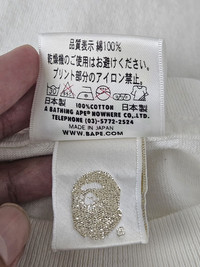 品質表示 綿100%
乾燥機のご使用はお避けください。
プリント部分のアイロン禁止。
日本製 日本製
100%COTTON
A BATHING APE® NOWHERE CO.,LTD.
TELEPHONE (03)-5772-2524
MADE IN JAPAN
WWW.BAPE.COM